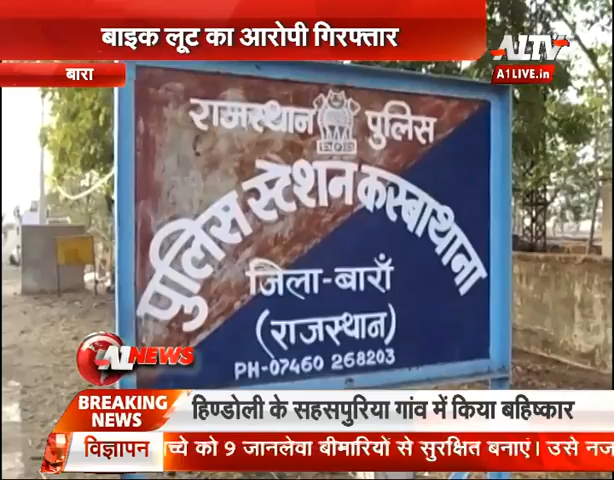 बाइक लूट का आरोपी गिरफ्तार
A1TV
A1LIVE.in
बारा
राजस्थान पुलिस
पुलिस स्टेशन कस्बाथाना
जिला-बाराँ
(राजस्थान)
PH-07460 268203
A1NEWS
BREAKING NEWS
हिण्डोली के सहसपुरिया गांव में किया बहिष्कार
विज्ञापन
च्चे को 9 जानलेवा बीमारियों से सुरक्षित बनाएं। उसे नज